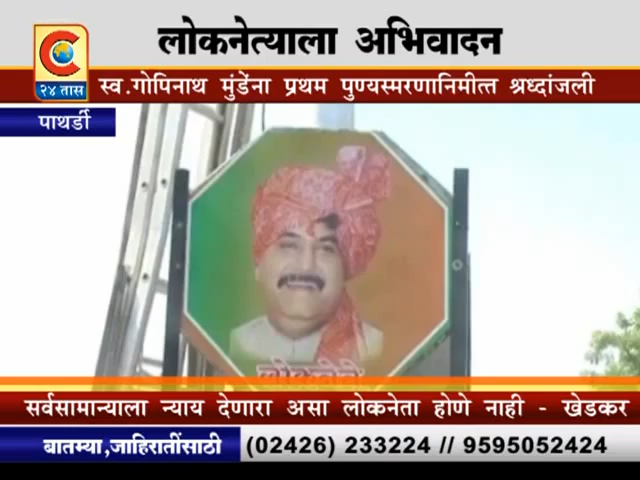 लोकनेत्याला अभिवादन
C
२४ तास
स्व.गोपिनाथ मुंडेंना प्रथम पुण्यस्मरणानिमीत्त श्रध्दांजली
पाथर्डी
लोकनेते
सर्वसामान्याला न्याय देणारा असा लोकनेता होणे नाही - खेडकर
बातम्या,जाहिरातींसाठी (02426) 233224 // 9595052424